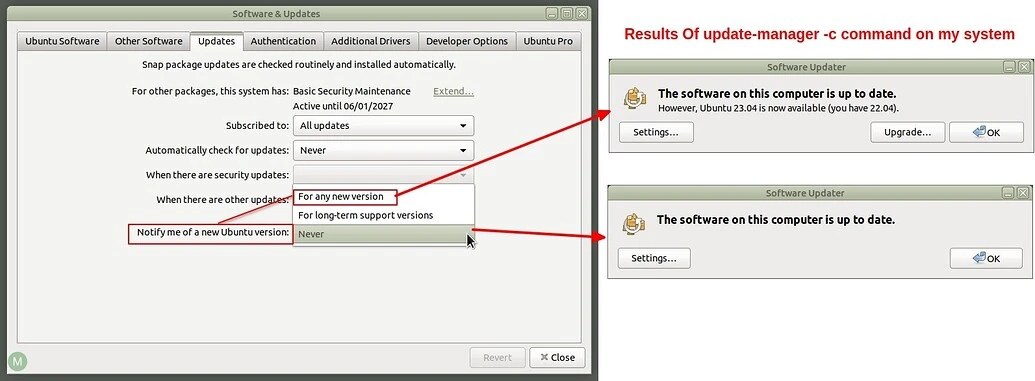 Software & Updates
Ubuntu Software
Other Software
Updates
Authentication
Additional Drivers
Developer Options
Ubuntu Pro
Snap package updates are checked routinely and installed automatically.
For other packages, this system has: Basic Security Maintenance Extend...
Active until 06/01/2027
Subscribed to: All updates
Automatically check for updates: Never
When there are security updates:
When there are other updates: For any new version
For long-term support versions
Notify me of a new Ubuntu version: Never
M
Revert
Close
Results Of update-manager -c command on my system
Software Updater
The software on this computer is up to date.
However, Ubuntu 23.04 is now available (you have 22.04).
Settings...
Upgrade...
OK
Software Updater
The software on this computer is up to date.
Settings...
OK